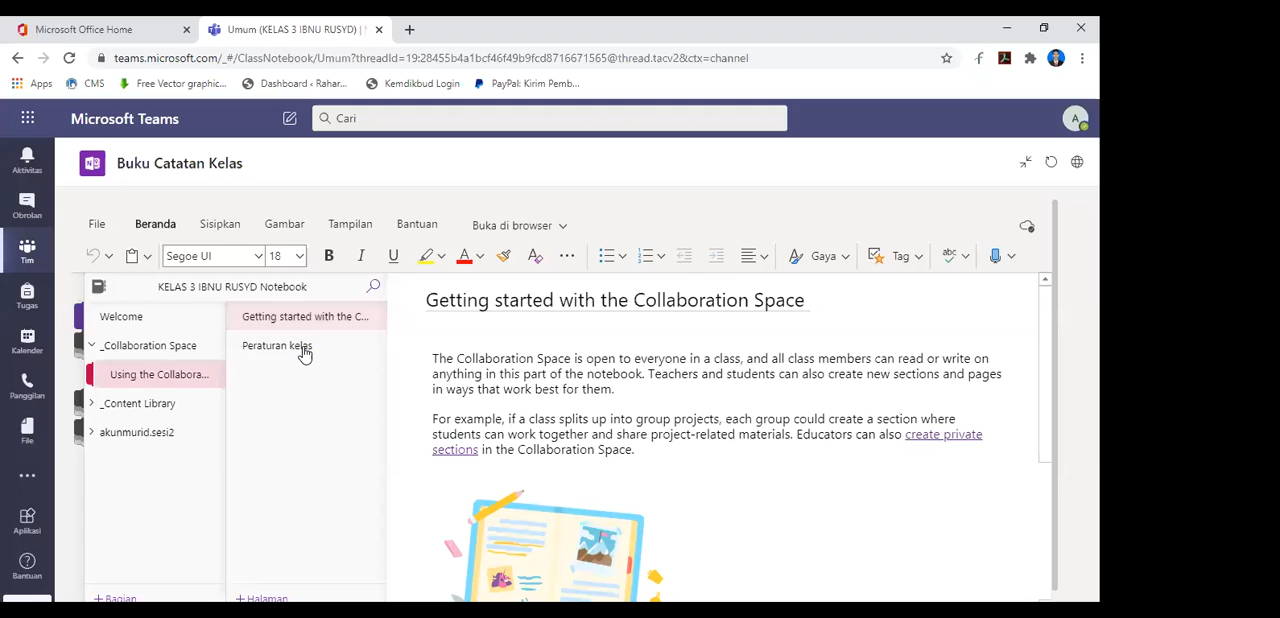 Microsoft Office Home
Umum (KELAS 3 IBNU RUSYD) |
teams.microsoft.com/_#/ClassNotebook/Umum?threadId=19:28455b4a1bcf46f49b9fcd8716671565@thread.tacv2&ctx=channel
Apps CMS Free Vector graphic... Dashboard ‹ Rahar... Kemdikbud Login PayPal: Kirim Pemb...
Microsoft Teams Cari A
Aktivitas
Obrolan
Tim
Tugas
Kalender
Panggilan
File
Aplikasi
Bantuan
Buku Catatan Kelas
File Beranda Sisipkan Gambar Tampilan Bantuan Buka di browser
Segoe UI 18 B I U A Gaya Tag abc
KELAS 3 IBNU RUSYD Notebook
Welcome
_Collaboration Space
Using the Collabora...
_Content Library
akunmurid.sesi2
+ Bagian
Getting started with the C...
Peraturan kelas
+ Halaman
Getting started with the Collaboration Space
The Collaboration Space is open to everyone in a class, and all class members can read or write on
anything in this part of the notebook. Teachers and students can also create new sections and pages
in ways that work best for them.
For example, if a class splits up into group projects, each group could create a section where
students can work together and share project-related materials. Educators can also create private
sections in the Collaboration Space.